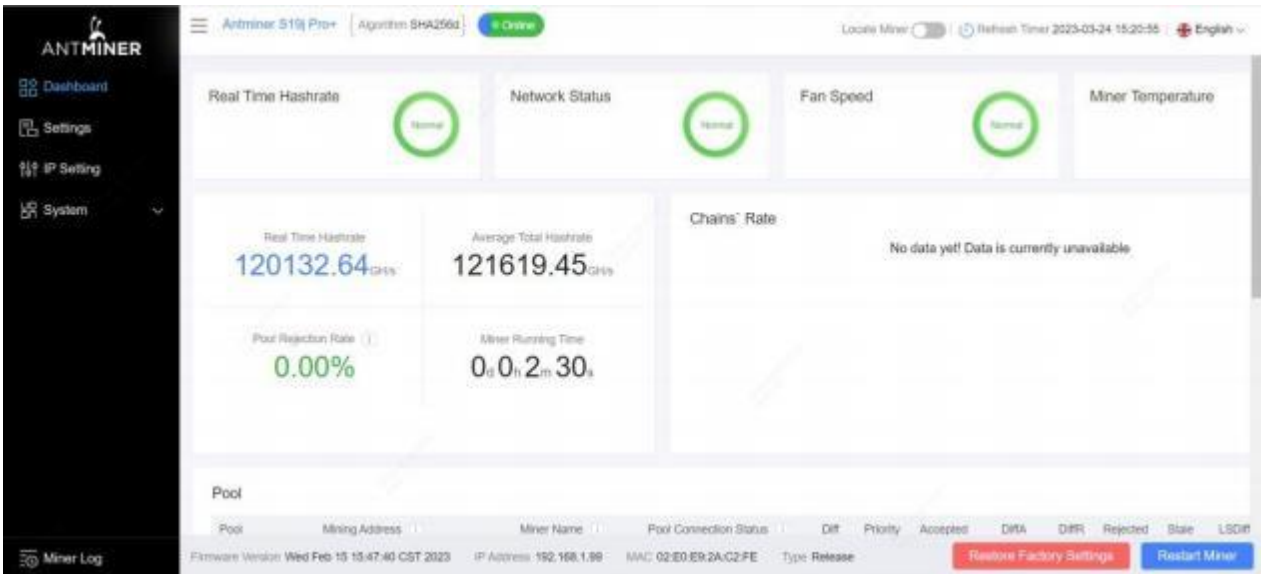 ANTMINER
Antminer S19j Pro+ Algorithm SHA256d Online
Locate Miner Refresh Timer 2023-03-24 15:20:55 English
Dashboard
Settings
IP Setting
System
Real Time Hashrate
Normal
Network Status
Normal
Fan Speed
Normal
Miner Temperature
Real Time Hashrate
120132.64GH/s
Average Total Hashrate
121619.45GH/s
Pool Rejection Rate
0.00%
Miner Running Time
0d 0h 2m 30s
Chains` Rate
No data yet! Data is currently unavailable
Pool
Pool Mining Address Miner Name Pool Connection Status Diff Priority Accepted DiffA DiffR Rejected Stale LSDiff
Miner Log
Firmware Version Wed Feb 15 15:47:40 CST 2023 IP Address 192.168.1.99 MAC 02:E0:E9:2A:C2:FE Type Release
Restore Factory Settings Restart Miner